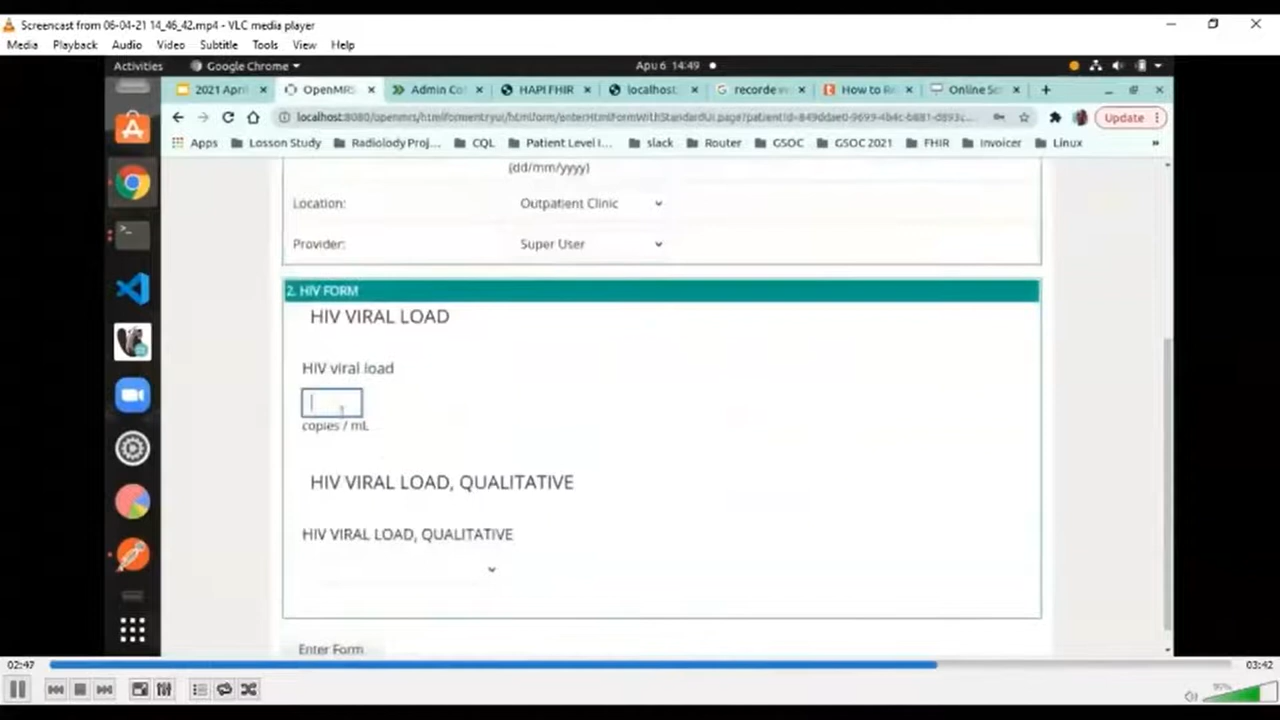 Screencast from 06-04-21 14_46_42.mp4 - VLC media player
Media Playback Audio Video Subtitle Tools View Help
Activities Google Chrome Apu 6 14:49
2021 Apri OpenMRS Admin Co HAPI FHIR localhost How to Re Online Sc
localhost:8080/openmrs/htmlformentryui/htmlform/enterHtmlFormWithStandardUi.page?patientId= Update
Apps Losson Study Radiolody Proj... CQL Patient Level I... slack Router GSOC GSOC 2021 FHIR Invoicer Linux »
(dd/mm/yyyy)
Location: Outpatient Clinic
Provider: Super User
2. HIV FORM
HIV VIRAL LOAD
HIV viral load
copies / mL
HIV VIRAL LOAD, QUALITATIVE
HIV VIRAL LOAD, QUALITATIVE
Enter Form
02:47 03:42